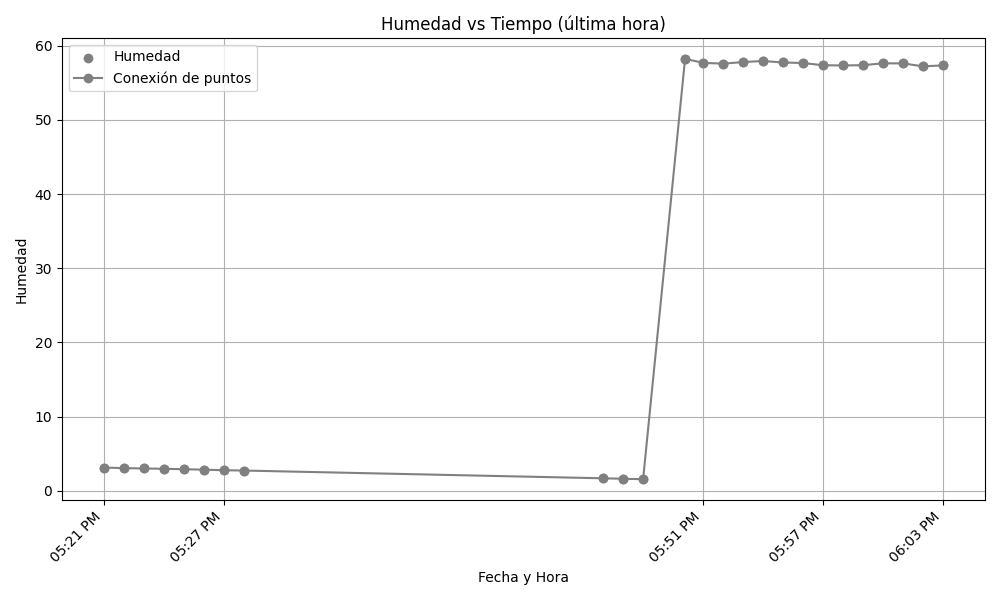 Humedad vs Tiempo (última hora)
Humedad
Conexión de puntos
60
50
40
30
20
10
0
Humedad
05:21 PM
05:27 PM
05:51 PM
05:57 PM
06:03 PM
Fecha y Hora